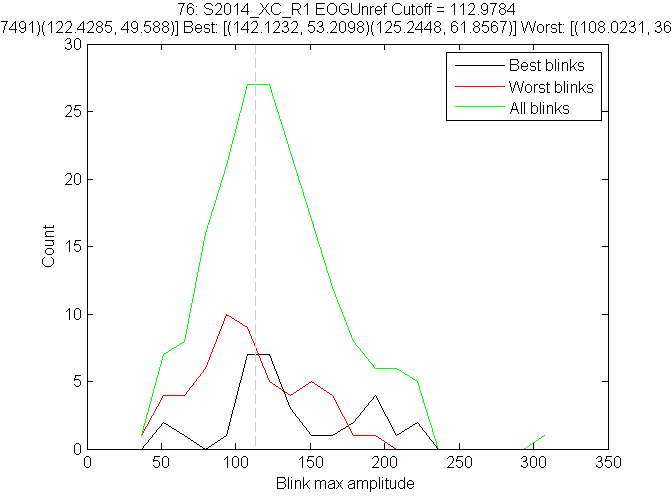 76: S2014_XC_R1 EOGUnref Cutoff = 112.9784
7491)(122.4285, 49.588)] Best: [(142.1232, 53.2098)(125.2448, 61.8567)] Worst: [(108.0231, 36
30
25
20
15
10
5
0
Count
Best blinks
Worst blinks
All blinks
0 50 100 150 200 250 300 350
Blink max amplitude